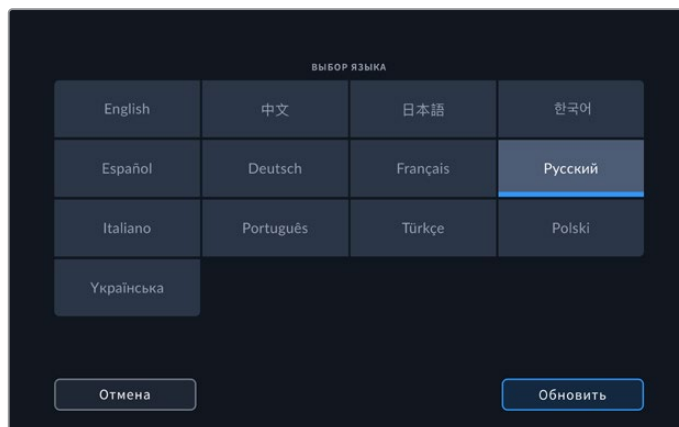 ВЫБОР ЯЗЫКА
English 中文 日本語 한국어
Español Deutsch Français Русский
Italiano Português Türkçe Polski
Українська
Отмена Обновить